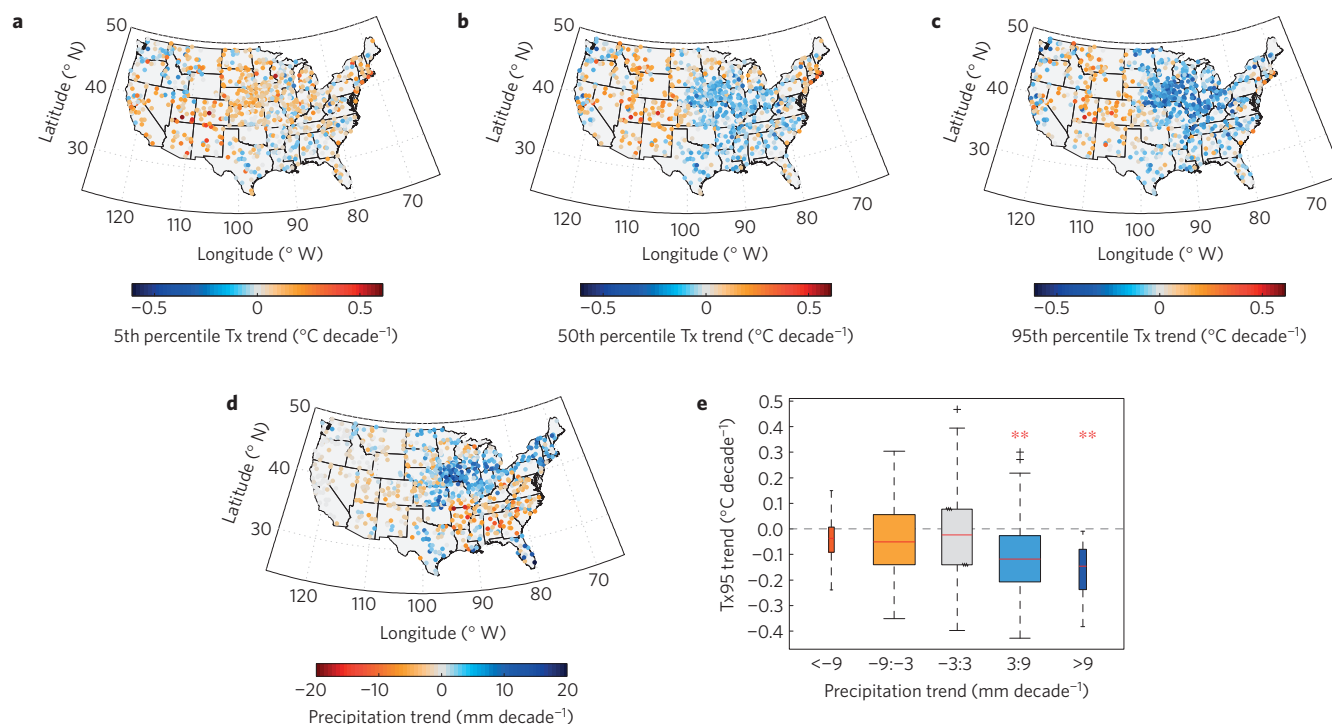 a
50
40
30
Latitude (° N)
120
110
100
90
80
70
Longitude (° W)
−0.5 0 0.5
5th percentile Tx trend (°C decade⁻¹)
b
50
40
30
Latitude (° N)
120
110
100
90
80
70
Longitude (° W)
−0.5 0 0.5
50th percentile Tx trend (°C decade⁻¹)
c
50
40
30
Latitude (° N)
120
110
100
90
80
70
Longitude (° W)
−0.5 0 0.5
95th percentile Tx trend (°C decade⁻¹)
d
50
40
30
Latitude (° N)
120
110
100
90
80
70
Longitude (° W)
−20 −10 0 10 20
Precipitation trend (mm decade⁻¹)
e
0.5
0.4
0.3
0.2
0.1
0.0
−0.1
−0.2
−0.3
−0.4
Tx95 trend (°C decade⁻¹)
** **
<−9 −9:−3 −3:3 3:9 >9
Precipitation trend (mm decade⁻¹)